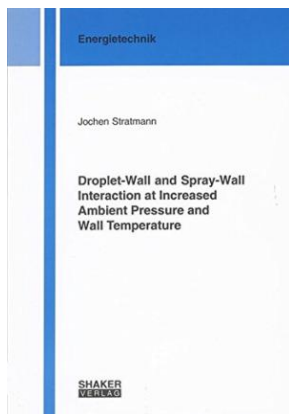 Energietechnik
Jochen Stratmann
Droplet-Wall and Spray-Wall
Interaction at Increased
Ambient Pressure and
Wall Temperature
SHAKER
VERLAG